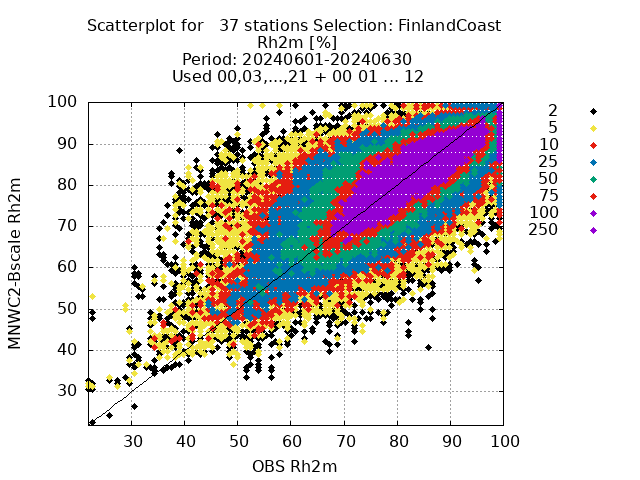 Scatterplot for   37 stations Selection: FinlandCoast
Rh2m [%]
Period: 20240601-20240630
Used 00,03,...,21 + 00 01 ... 12
100
90
80
70
60
50
40
30
MNWC2-Bscale Rh2m
30 40 50 60 70 80 90 100
OBS Rh2m
2
5
10
25
50
75
100
250